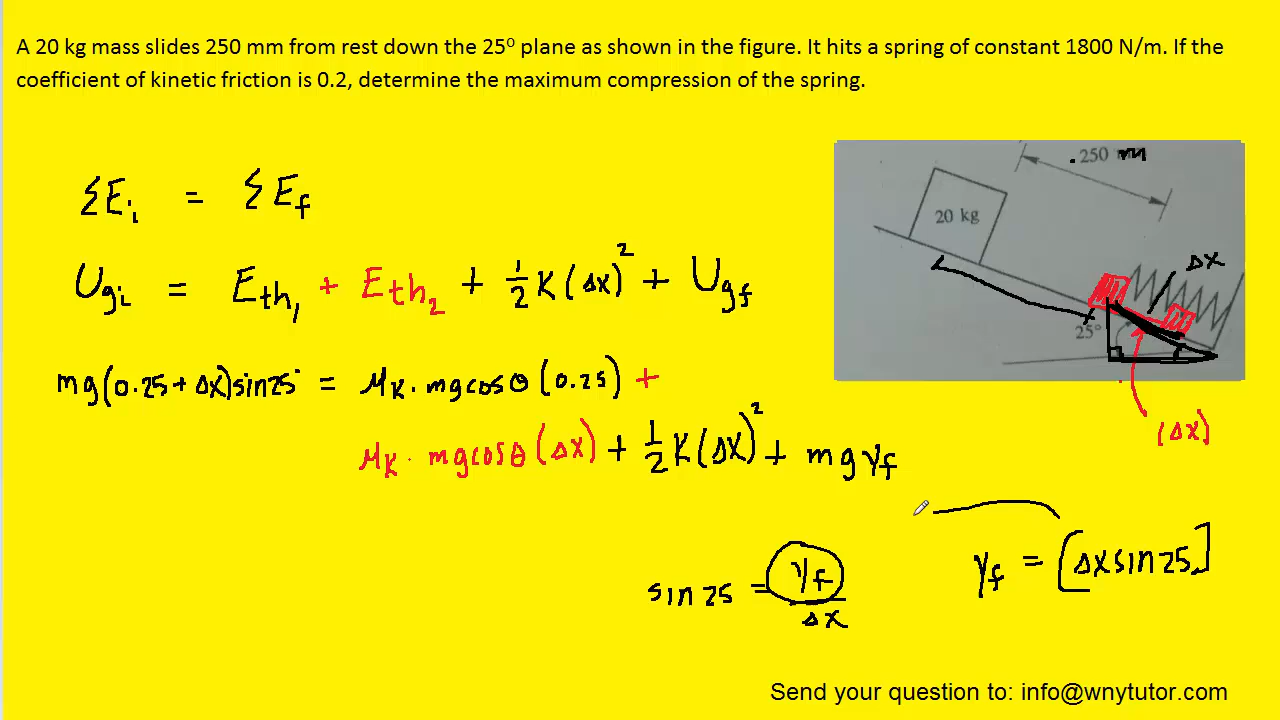 A 20 kg mass slides 250 mm from rest down the 25⁰ plane as shown in the figure. It hits a spring of constant 1800 N/m. If the
coefficient of kinetic friction is 0.2, determine the maximum compression of the spring.
.250 m
20 kg
Δx
25°
(Δx)
ΣEi = ΣEf
Ugi = Eth1 + Eth2 + 1/2 K(Δx)² + Ugf
mg(0.25 + Δx)sin25° = μK · mgcosθ(0.25) +
μK · mgcosθ(Δx) + 1/2 K(Δx)² + mgyf
sin 25 = yf/Δx
yf = [Δxsin25]
Send your question to: info@wnytutor.com